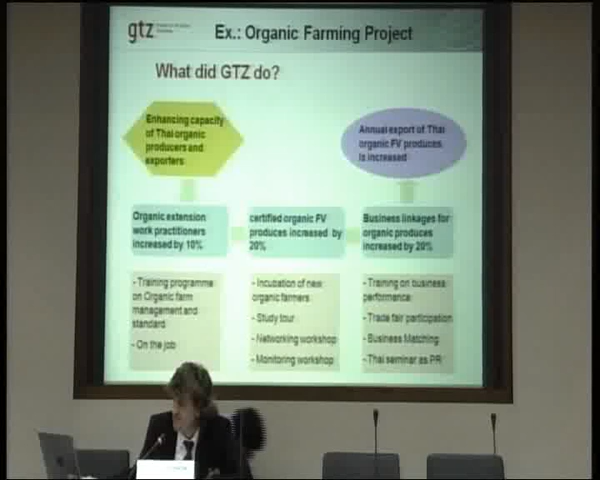 gtz
Ex.: Organic Farming Project
What did GTZ do?
Enhancing capacity
of Thai organic
producers and
exporters
Annual export of Thai
organic FV produces
is increased
Organic extension
work practitioners
increased by 10%
certified organic FV
produces increased by
20%
Business linkages for
organic produces
increased by 20%
- Training programme
on Organic farm
management and
standard
- On the job
- Incubation of new
organic farmers
- Study tour
- Networking workshop
- Monitoring workshop
- Training on business
performance
- Trade fair participation
- Business Matching
- Thai seminar as PR